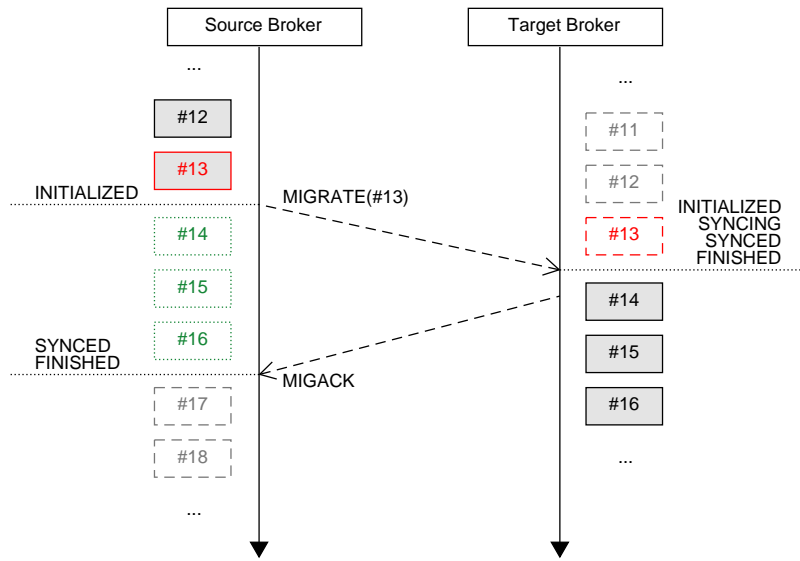 Source Broker
Target Broker
...
#12
#13
INITIALIZED
#14
#15
#16
SYNCED
FINISHED
#17
#18
...
MIGRATE(#13)
MIGACK
...
#11
#12
#13
INITIALIZED
SYNCING
SYNCED
FINISHED
#14
#15
#16
...